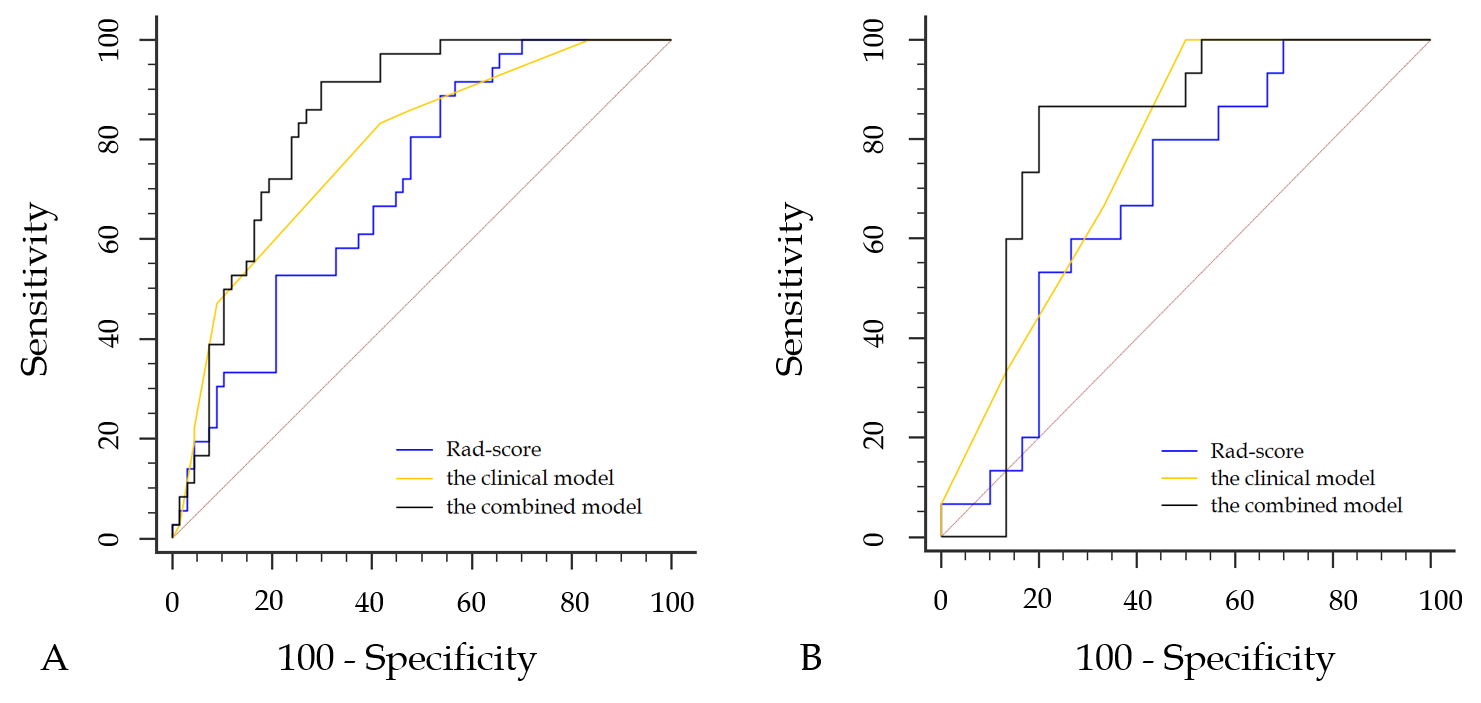 Sensitivity
100
80
60
40
20
0
Rad-score
the clinical model
the combined model
0 20 40 60 80 100
A
100 - Specificity
Sensitivity
100
80
60
40
20
0
Rad-score
the clinical model
the combined model
0 20 40 60 80 100
B
100 - Specificity